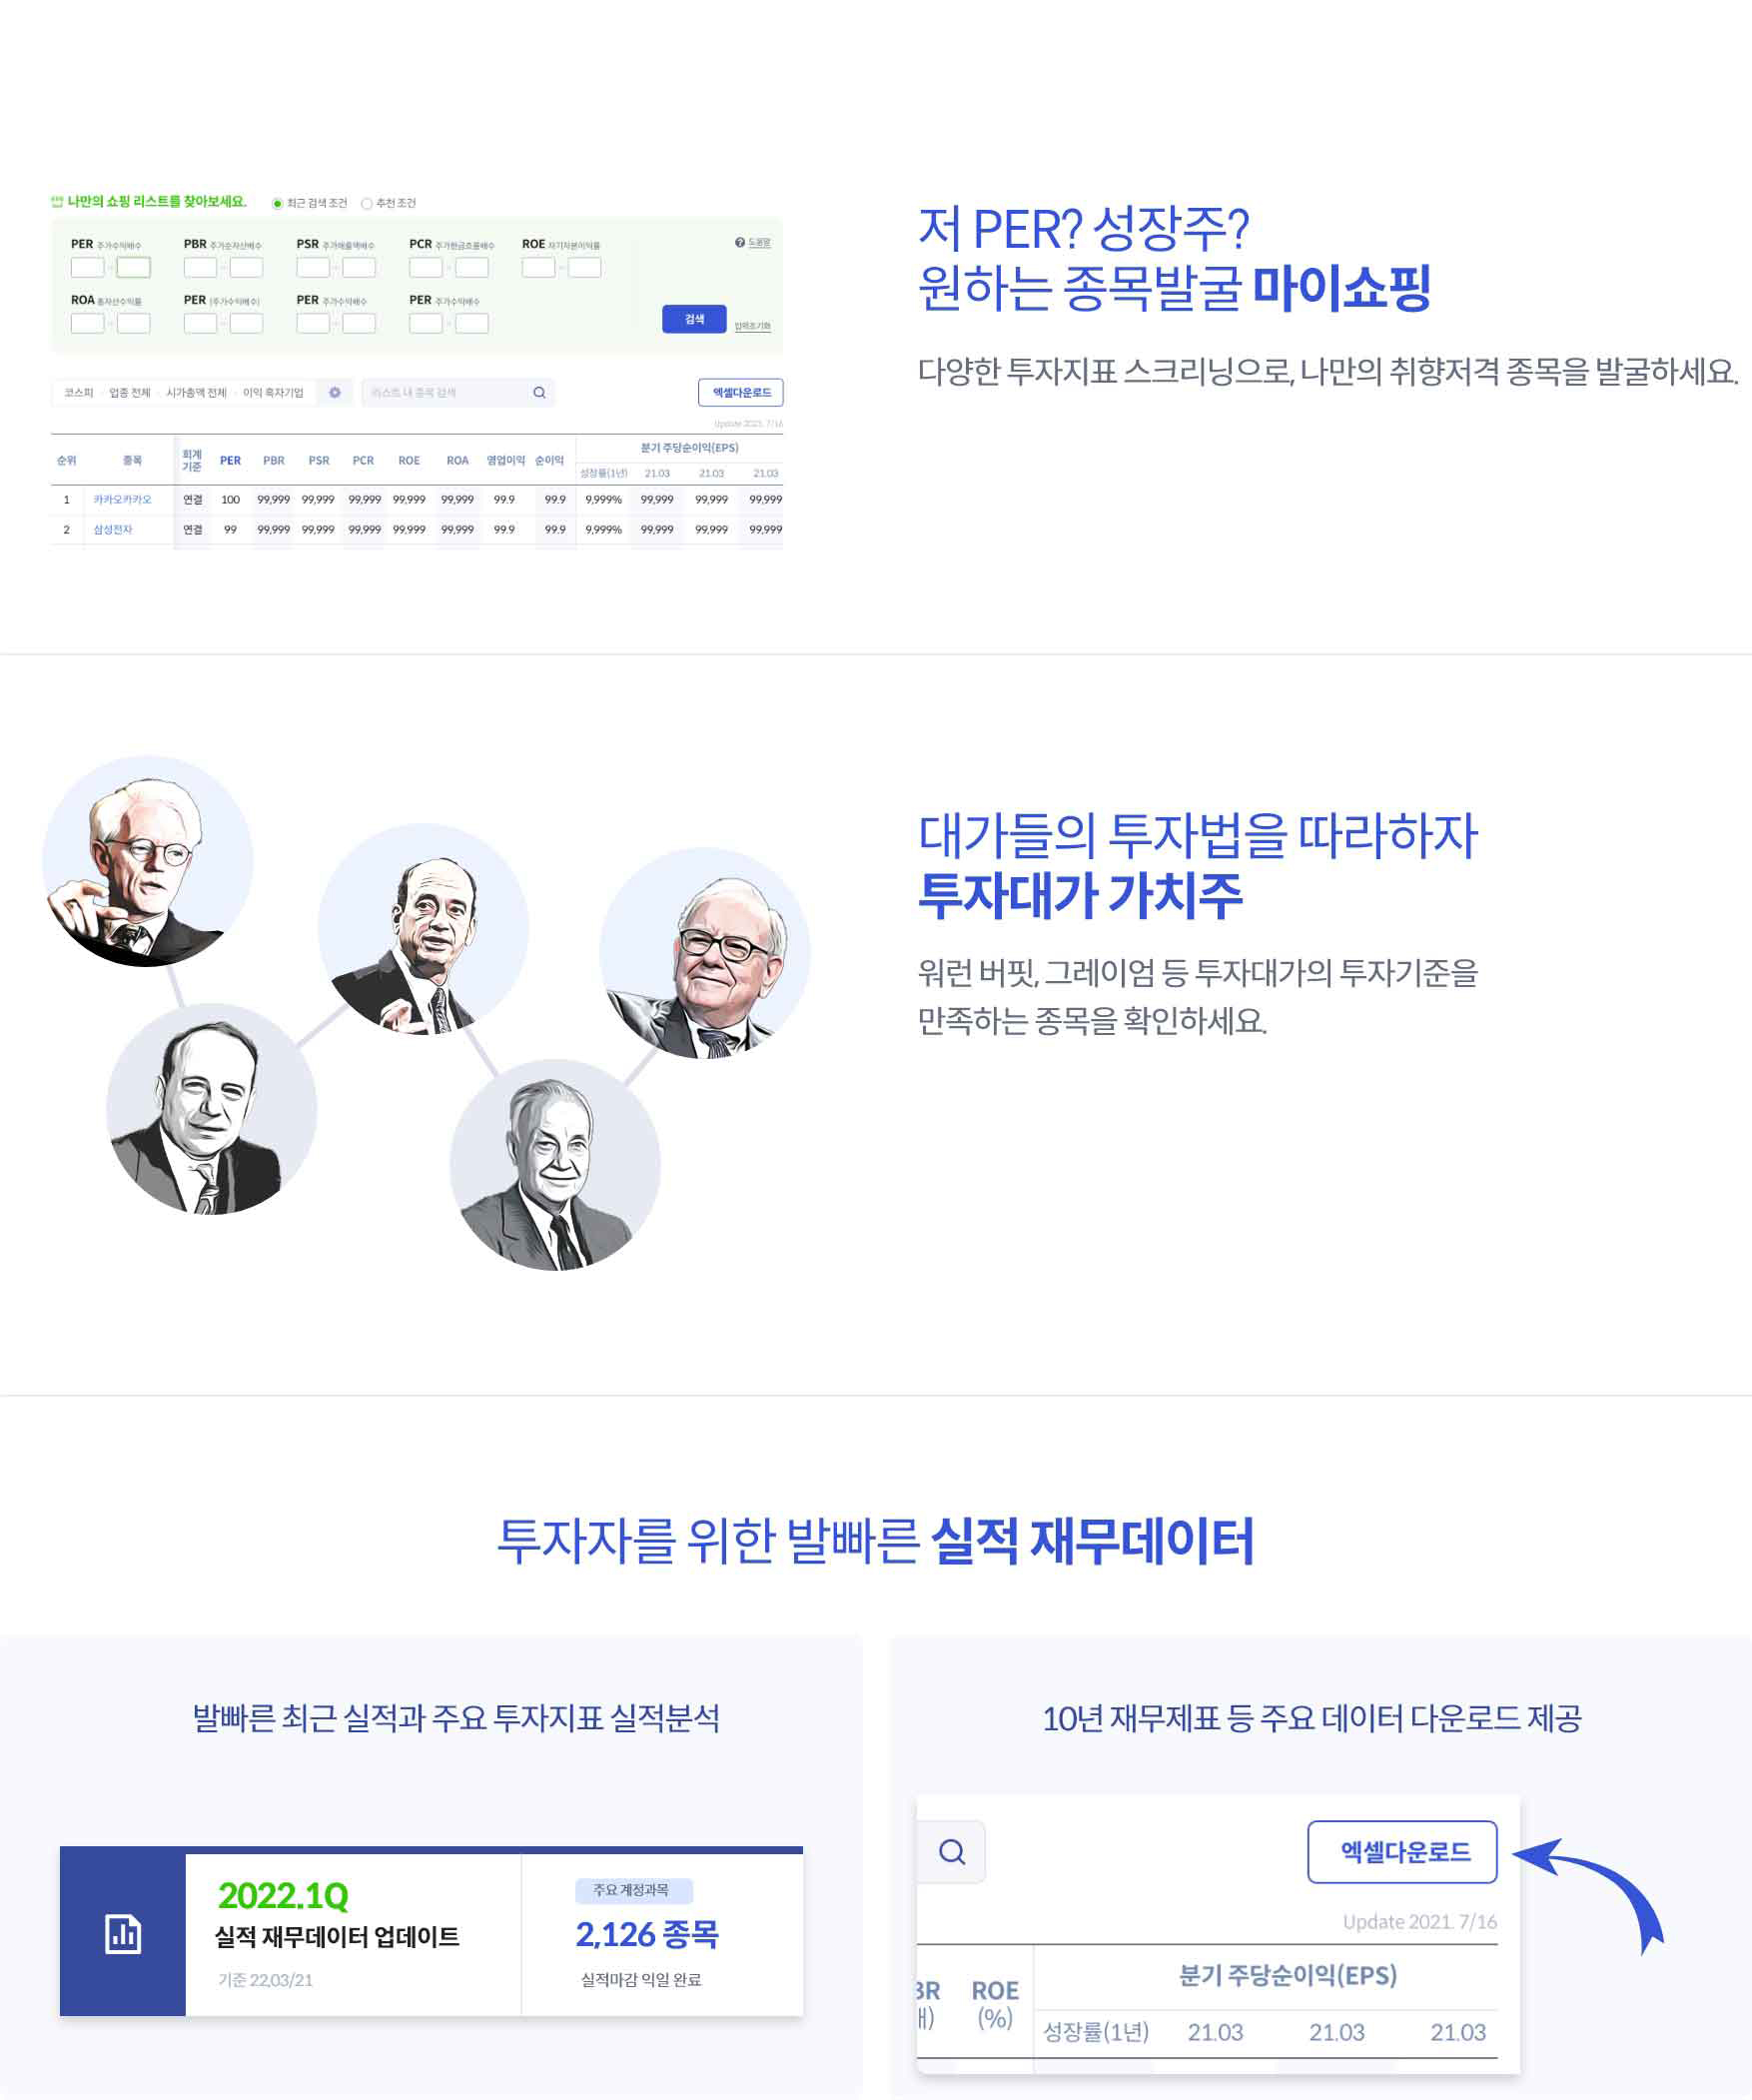 나만의 쇼핑 리스트를 찾아보세요. 최근 검색 조건 추천 조건
PER 주가수익배수 PBR 주가순자산배수 PSR 주가매출액배수 PCR 주가현금흐름배수 ROE 자기자본이익률 도움말
ROA 총자산수익률 PER (주가수익배수) PER 주가수익배수 PER 주가수익배수
검색 입력초기화
코스피 업종 전체 시가총액 전체 이익 흑자기업 리스트 내 종목 검색 엑셀다운로드
Update 2021. 7/16
순위 종목 회계 기준 PER PBR PSR PCR ROE ROA 영업이익 순이익 분기 주당순이익(EPS)
성장률(1년) 21.03 21.03 21.03
1 카카오카카오 연결 100 99,999 99,999 99,999 99,999 99,999 99.9 99.9 9,999% 99,999 99,999 99,999
2 삼성전자 연결 99 99,999 99,999 99,999 99,999 99,999 99.9 99.9 9,999% 99,999 99,999 99,999
저 PER? 성장주?
원하는 종목발굴 마이쇼핑
다양한 투자지표 스크리닝으로, 나만의 취향저격 종목을 발굴하세요.
대가들의 투자법을 따라하자
투자대가 가치주
워런 버핏, 그레이엄 등 투자대가의 투자기준을
만족하는 종목을 확인하세요.
투자자를 위한 발빠른 실적 재무데이터
발빠른 최근 실적과 주요 투자지표 실적분석
2022.1Q
실적 재무데이터 업데이트
기준 22,03/21
주요 계정과목
2,126 종목
실적마감 익일 완료
10년 재무제표 등 주요 데이터 다운로드 제공
엑셀다운로드
Update 2021. 7/16
분기 주당순이익(EPS)
BR ROE
(%)
성장률(1년) 21.03 21.03 21.03